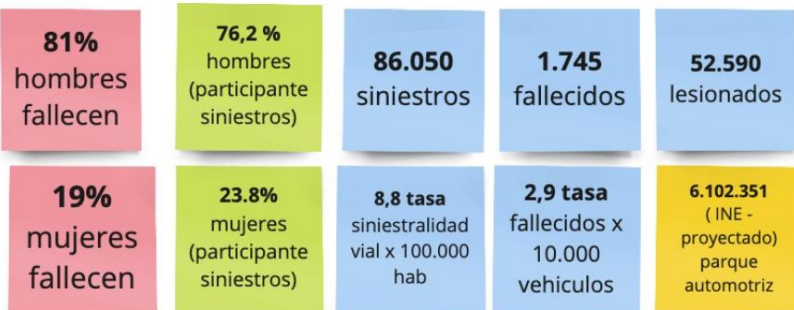 81%
hombres
fallecen
76,2 %
hombres
(participante
siniestros)
86.050
siniestros
1.745
fallecidos
52.590
lesionados
19%
mujeres
fallecen
23.8%
mujeres
(participante
siniestros)
8,8 tasa
siniestralidad
vial x 100.000
hab
2,9 tasa
fallecidos x
10.000
vehiculos
6.102.351
( INE -
proyectado)
parque
automotriz